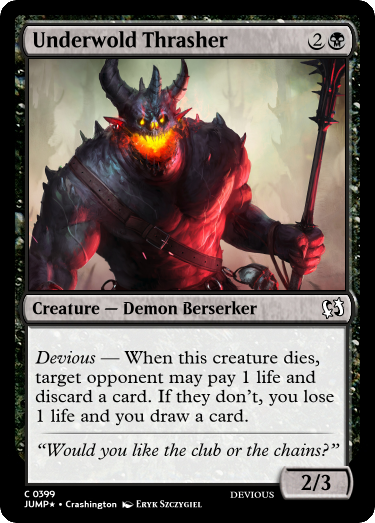 Underwold Thrasher 2
Creature — Demon Berserker
Devious — When this creature dies,
target opponent may pay 1 life and
discard a card. If they don't, you lose
1 life and you draw a card.
“Would you like the club or the chains?”
2/3
C 0399
JUMP★ • Crashington Eryk Szczygieł
DEVIOUS